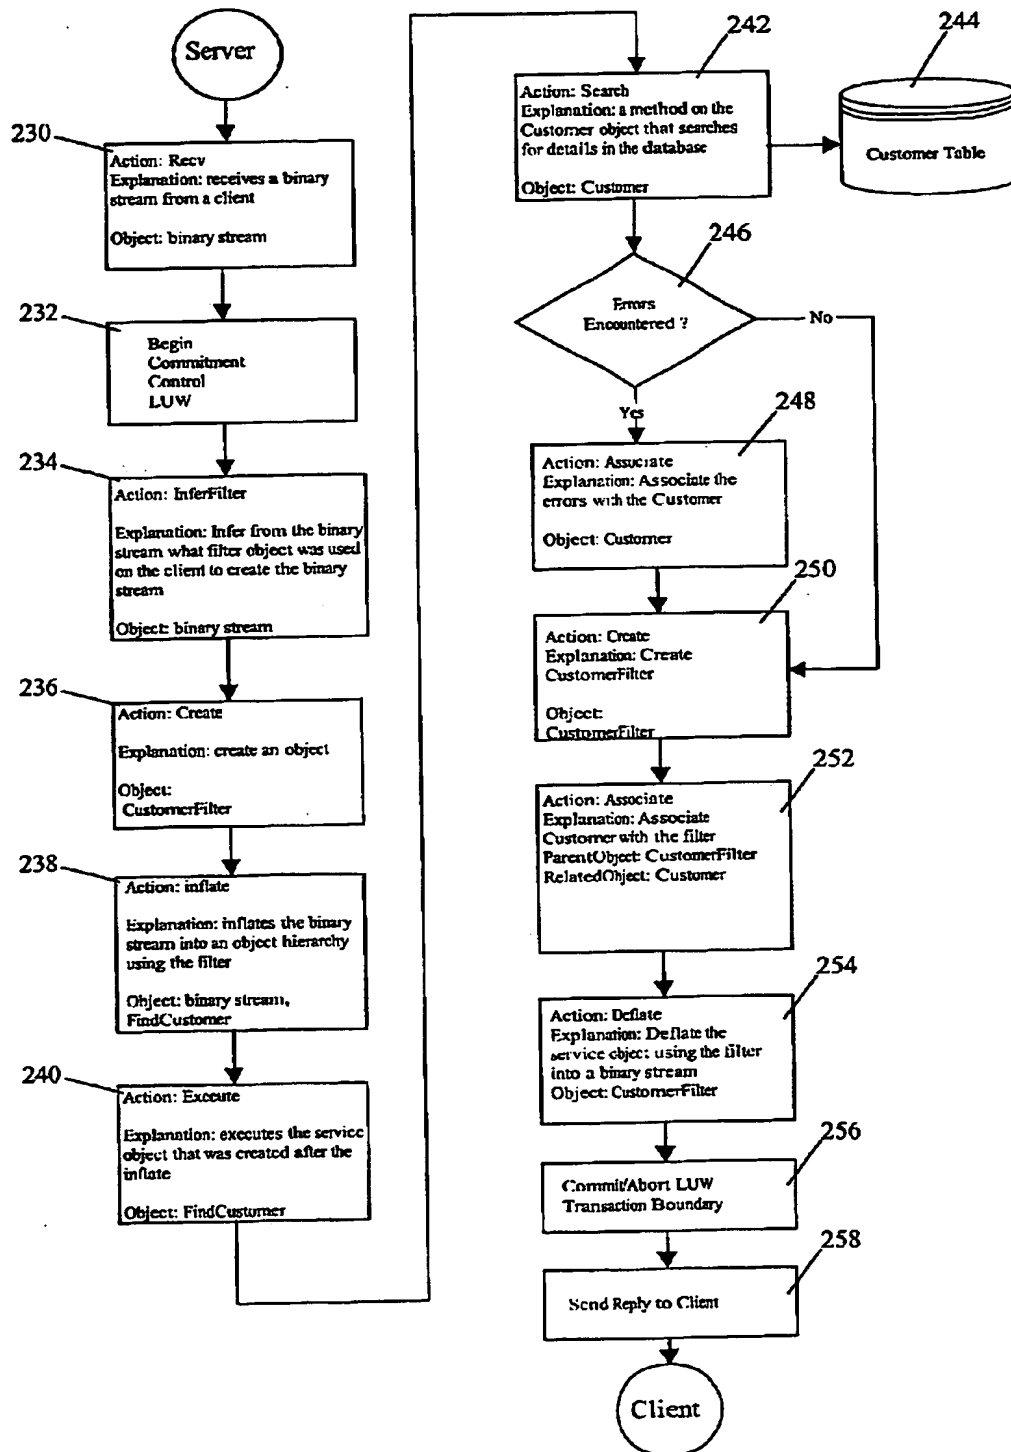 Server
230
Action: Recv
Explanation: receives a binary
stream from a client
Object: binary stream
232
Begin
Commitment
Control
LUW
234
Action: InferFilter
Explanation: Infer from the binary
stream what filter object was used
on the client to create the binary
stream
Object: binary stream
236
Action: Create
Explanation: create an object
Object:
CustomerFilter
238
Action: inflate
Explanation: inflates the binary
stream into an object hierarchy
using the filter
Object: binary stream,
FindCustomer
240
Action: Execute
Explanation: executes the service
object that was created after the
inflate
Object: FindCustomer
242
Action: Search
Explanation: a method on the
Customer object that searches
for details in the database
Object: Customer
244
Customer Table
246
Errors
Encountered ?
No
Yes
248
Action: Associate
Explanation: Associate the
errors with the Customer
Object: Customer
250
Action: Create
Explanation: Create
CustomerFilter
Object:
CustomerFilter
252
Action: Associate
Explanation: Associate
Customer with the filter
ParentObject: CustomerFilter
RelatedObject: Customer
254
Action: Deflate
Explanation: Deflate the
service object using the filter
into a binary stream
Object: CustomerFilter
256
Commit/Abort LUW
Transaction Boundary
258
Send Reply to Client
Client